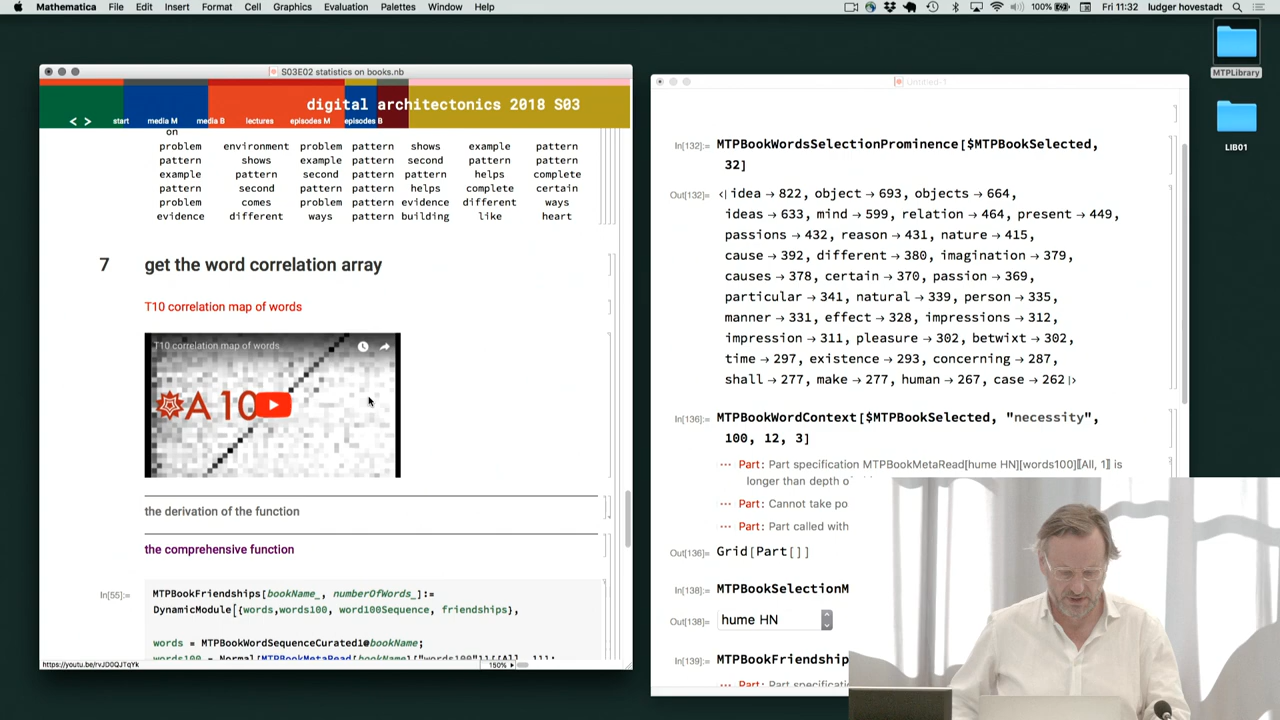 Mathematica File Edit Insert Format Cell Graphics Evaluation Palettes Window Help
100% Fri 11:32 ludger hovestadt
MTPLibrary
LIB01
S03E02 statistics on books.nb
digital architectonics 2018 S03
< > start media M media B lectures episodes M episodes B
on
problem environment problem pattern shows example pattern
pattern shows example pattern second pattern pattern
example pattern second pattern pattern helps complete
pattern second pattern pattern helps complete certain
problem comes problem pattern evidence different ways
evidence different ways pattern building like heart
7 get the word correlation array
T10 correlation map of words
T10 correlation map of words
A 10
the derivation of the function
the comprehensive function
In[55]:=
MTPBookFriendships[bookName_, numberOfWords_]:=
DynamicModule[{words,words100, word100Sequence, friendships},
words = MTPBookWordSequenceCurated1@bookName;
https://youtu.be/rvJD0QJTqYk
150%
Untitled-1
In[132]:= MTPBookWordsSelectionProminence[$MTPBookSelected,
32]
Out[132]= <| idea → 822, object → 693, objects → 664,
ideas → 633, mind → 599, relation → 464, present → 449,
passions → 432, reason → 431, nature → 415,
cause → 392, different → 380, imagination → 379,
causes → 378, certain → 370, passion → 369,
particular → 341, natural → 339, person → 335,
manner → 331, effect → 328, impressions → 312,
impression → 311, pleasure → 302, betwixt → 302,
time → 297, existence → 293, concerning → 287,
shall → 277, make → 277, human → 267, case → 262 |>
In[136]:= MTPBookWordContext[$MTPBookSelected, "necessity",
100, 12, 3]
Part: Part specification MTPBookMetaRead[hume HN][words100]⟦All, 1⟧ is
longer than depth o
Part: Cannot take po
Part: Part called with
Out[136]= Grid[Part[]]
In[138]:= MTPBookSelectionM
Out[138]= hume HN
In[139]:= MTPBookFriendship
Part: Part specificati